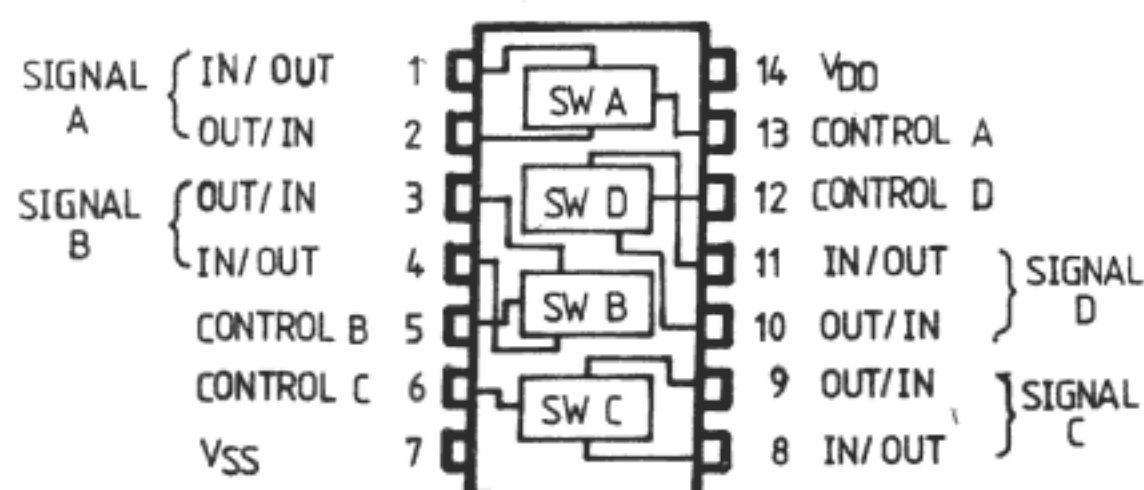 SIGNAL A
IN/OUT 1
OUT/IN 2
SIGNAL B
OUT/IN 3
IN/OUT 4
CONTROL B 5
CONTROL C 6
VSS 7
SW A
SW D
SW B
SW C
14 VDD
13 CONTROL A
12 CONTROL D
11 IN/OUT
10 OUT/IN
SIGNAL D
9 OUT/IN
8 IN/OUT
SIGNAL C